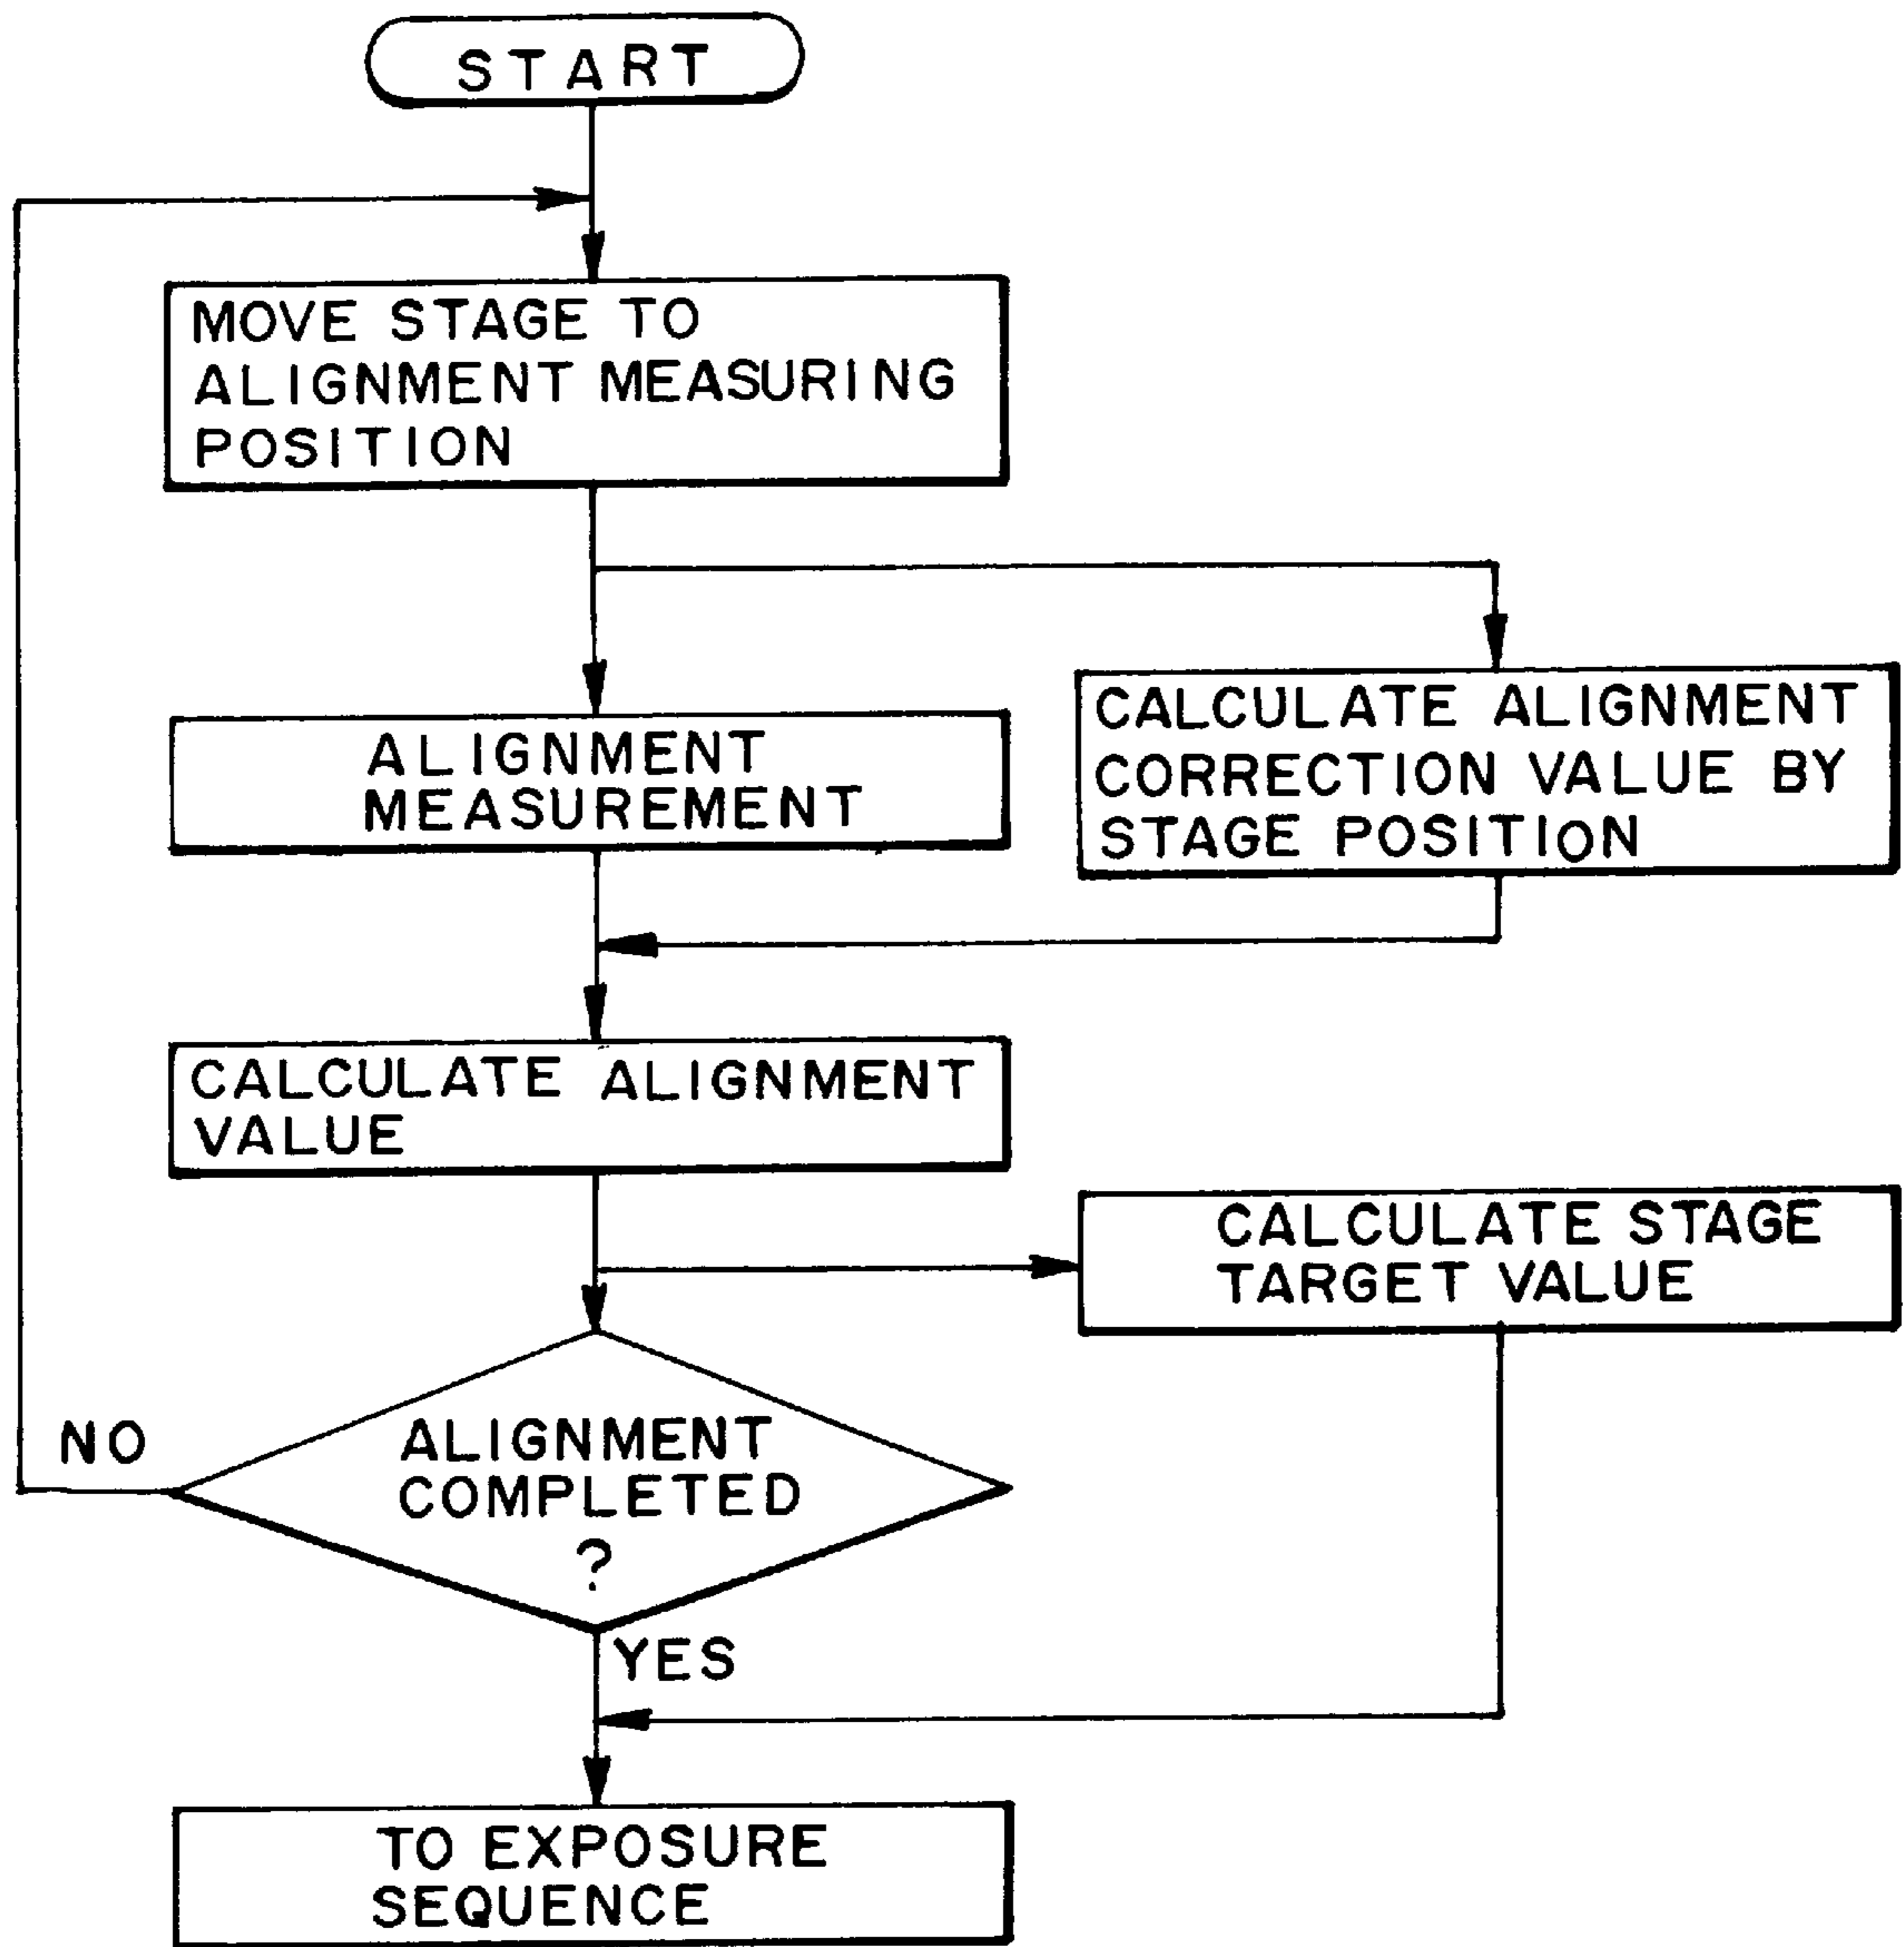 START
MOVE STAGE TO
ALIGNMENT MEASURING
POSITION
ALIGNMENT
MEASUREMENT
CALCULATE ALIGNMENT
CORRECTION VALUE BY
STAGE POSITION
CALCULATE ALIGNMENT
VALUE
CALCULATE STAGE
TARGET VALUE
NO
ALIGNMENT
COMPLETED
?
YES
TO EXPOSURE
SEQUENCE